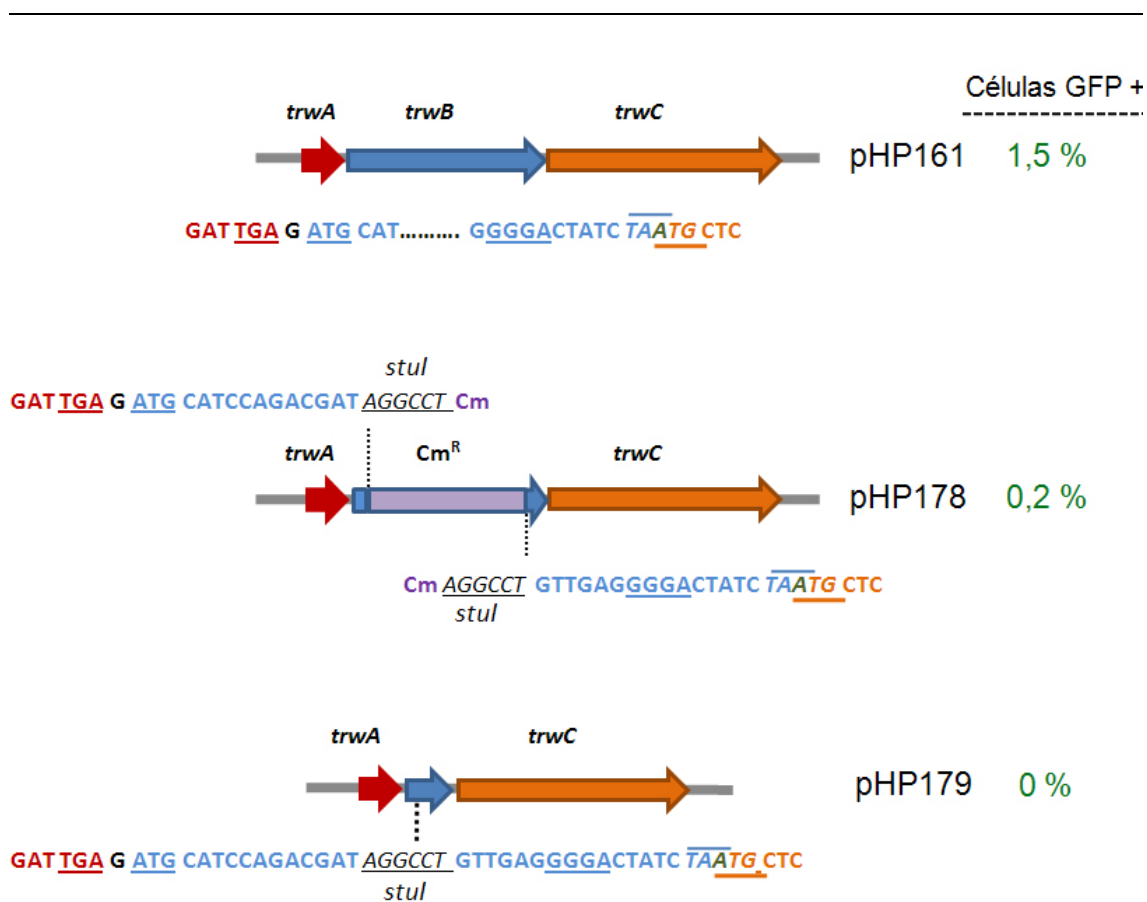 Células GFP +
trwA trwB trwC
pHP161 1,5 %
GAT TGA G ATG CAT.......... GGGGACTATC TAATG CTC
stuI
GAT TGA G ATG CATCCAGACGAT AGGCCT Cm
trwA CmR trwC
pHP178 0,2 %
Cm AGGCCT GTTGAGGGGACTATC TAATG CTC
stuI
trwA trwC
pHP179 0 %
GAT TGA G ATG CATCCAGACGAT AGGCCT GTTGAGGGGACTATC TAATG CTC
stuI